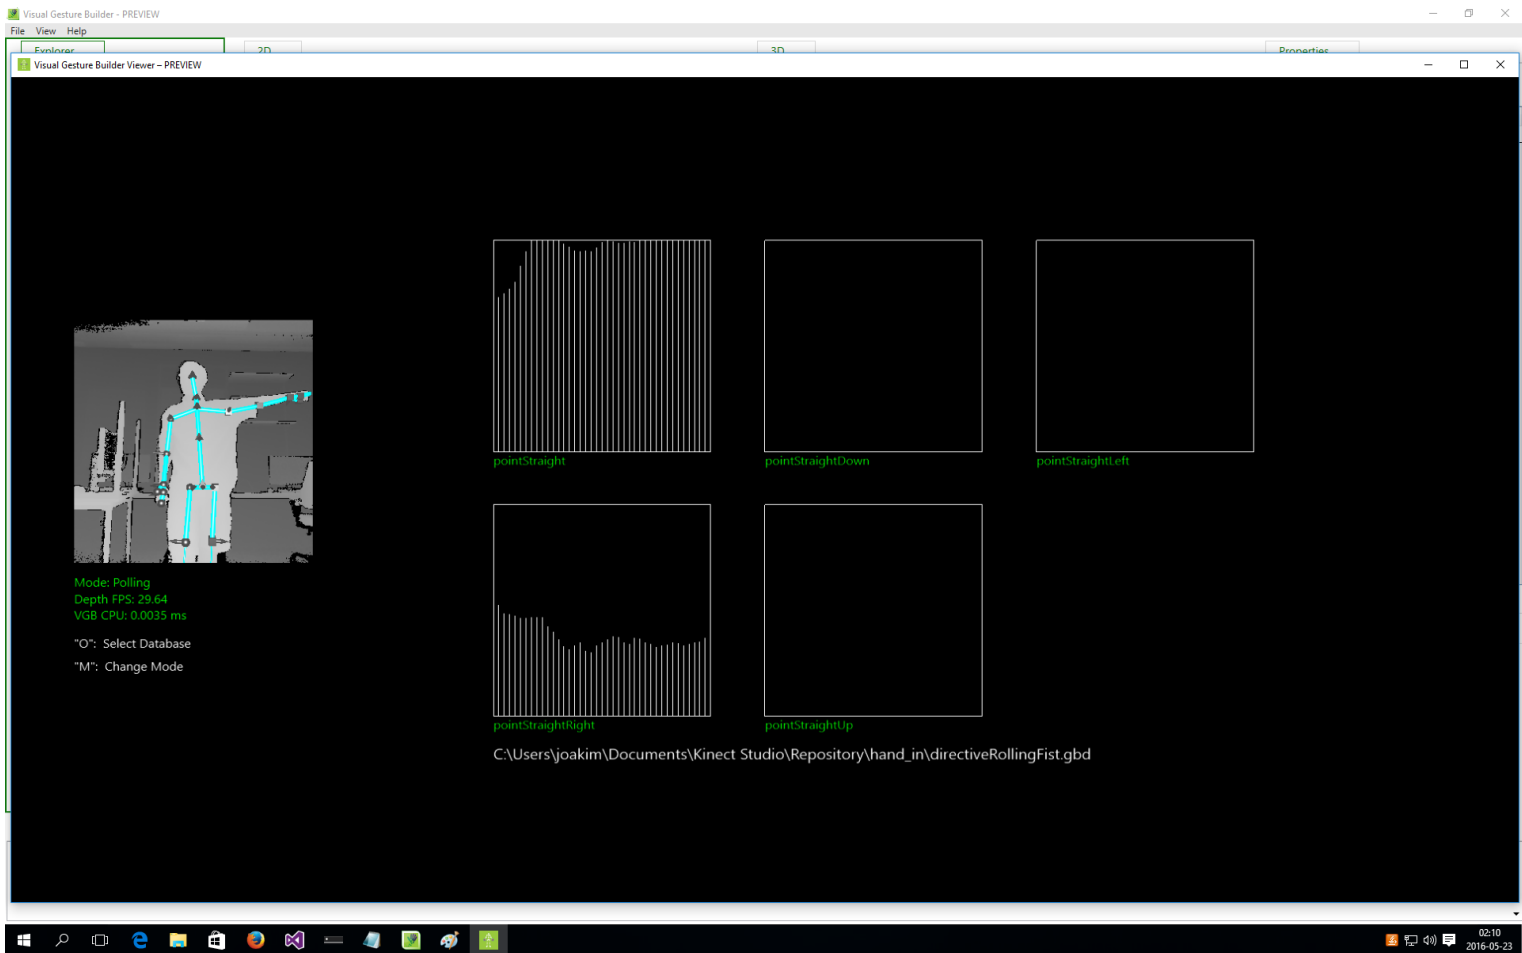 Visual Gesture Builder - PREVIEW
File View Help
Explorer 2D 3D Properties
Visual Gesture Builder Viewer – PREVIEW
pointStraight pointStraightDown pointStraightLeft
Mode: Polling
Depth FPS: 29.64
VGB CPU: 0.0035 ms
"O": Select Database
"M": Change Mode
pointStraightRight pointStraightUp
C:\Users\joakim\Documents\Kinect Studio\Repository\hand_in\directiveRollingFist.gbd
02:10
2016-05-23